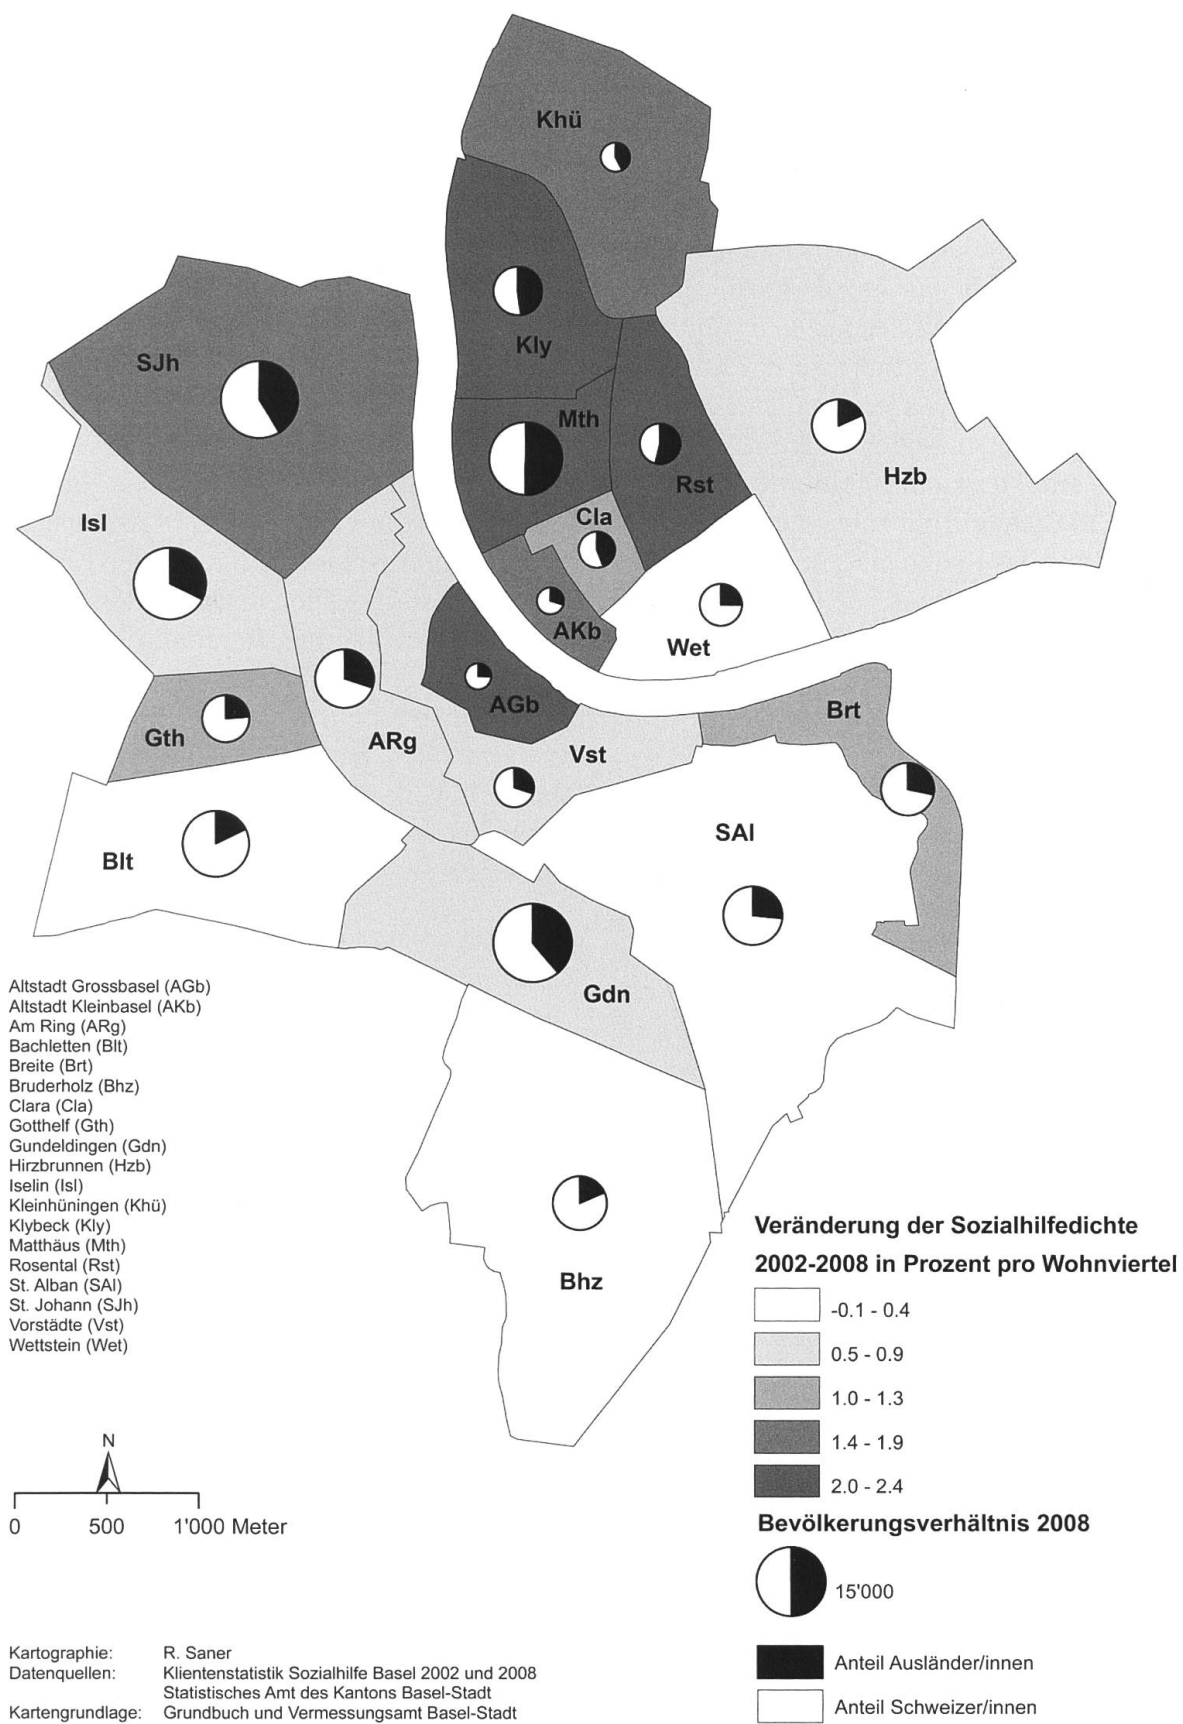 Khü
Kly
SJh
Mth
Rst
Hzb
Cla
Isl
AKb
Wet
AGb
Gth
ARg
Vst
Brt
Blt
SAl
Gdn
Bhz
Altstadt Grossbasel (AGb)
Altstadt Kleinbasel (AKb)
Am Ring (ARg)
Bachletten (Blt)
Breite (Brt)
Bruderholz (Bhz)
Clara (Cla)
Gotthelf (Gth)
Gundeldingen (Gdn)
Hirzbrunnen (Hzb)
Iselin (Isl)
Kleinhüningen (Khü)
Klybeck (Kly)
Matthäus (Mth)
Rosental (Rst)
St. Alban (SAl)
St. Johann (SJh)
Vorstädte (Vst)
Wettstein (Wet)
N
0 500 1'000 Meter
Veränderung der Sozialhilfedichte
2002-2008 in Prozent pro Wohnviertel
-0.1 - 0.4
0.5 - 0.9
1.0 - 1.3
1.4 - 1.9
2.0 - 2.4
Bevölkerungsverhältnis 2008
15'000
Anteil Ausländer/innen
Anteil Schweizer/innen
Kartographie: R. Saner
Datenquellen: Klientenstatistik Sozialhilfe Basel 2002 und 2008
Statistisches Amt des Kantons Basel-Stadt
Kartengrundlage: Grundbuch und Vermessungsamt Basel-Stadt